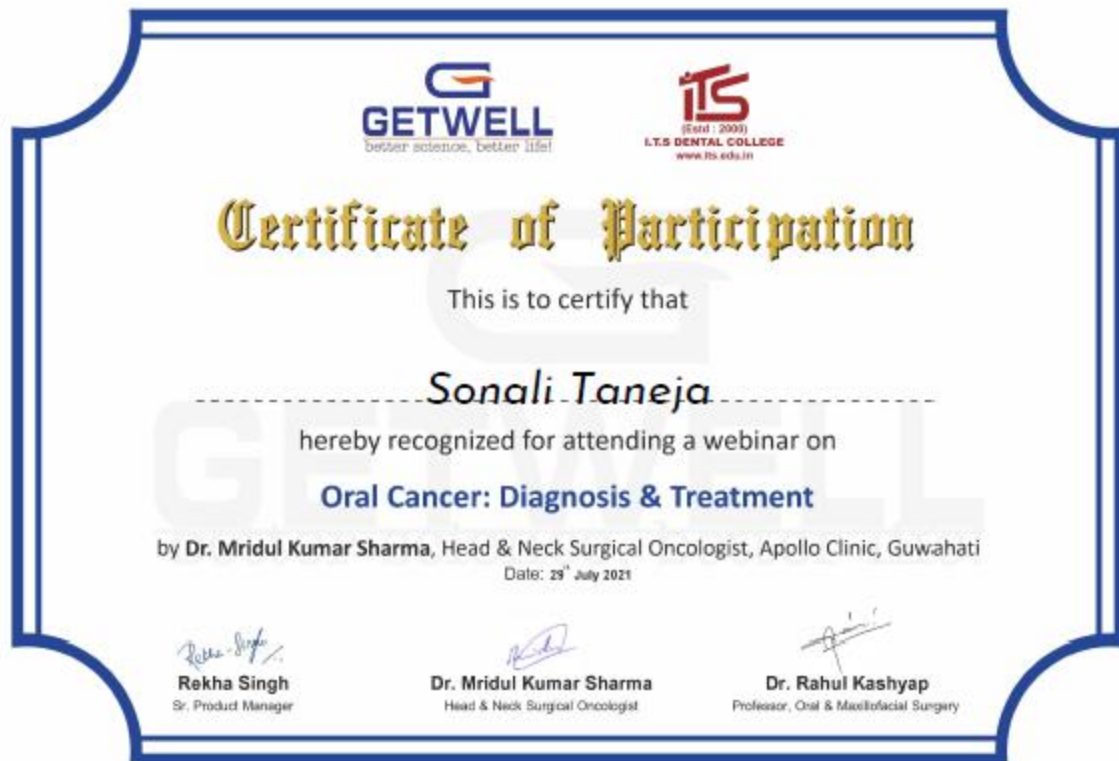 GETWELL
better science, better life!
iTS
(Estd : 2000)
I.T.S DENTAL COLLEGE
www.its.edu.in
Certificate of Participation
This is to certify that
Sonali Taneja
hereby recognized for attending a webinar on
Oral Cancer: Diagnosis & Treatment
by Dr. Mridul Kumar Sharma, Head & Neck Surgical Oncologist, Apollo Clinic, Guwahati
Date: 29th July 2021
Rekha Singh
Rekha Singh
Sr. Product Manager
Dr. Mridul Kumar Sharma
Head & Neck Surgical Oncologist
Dr. Rahul Kashyap
Professor, Oral & Maxillofacial Surgery
GETWELL